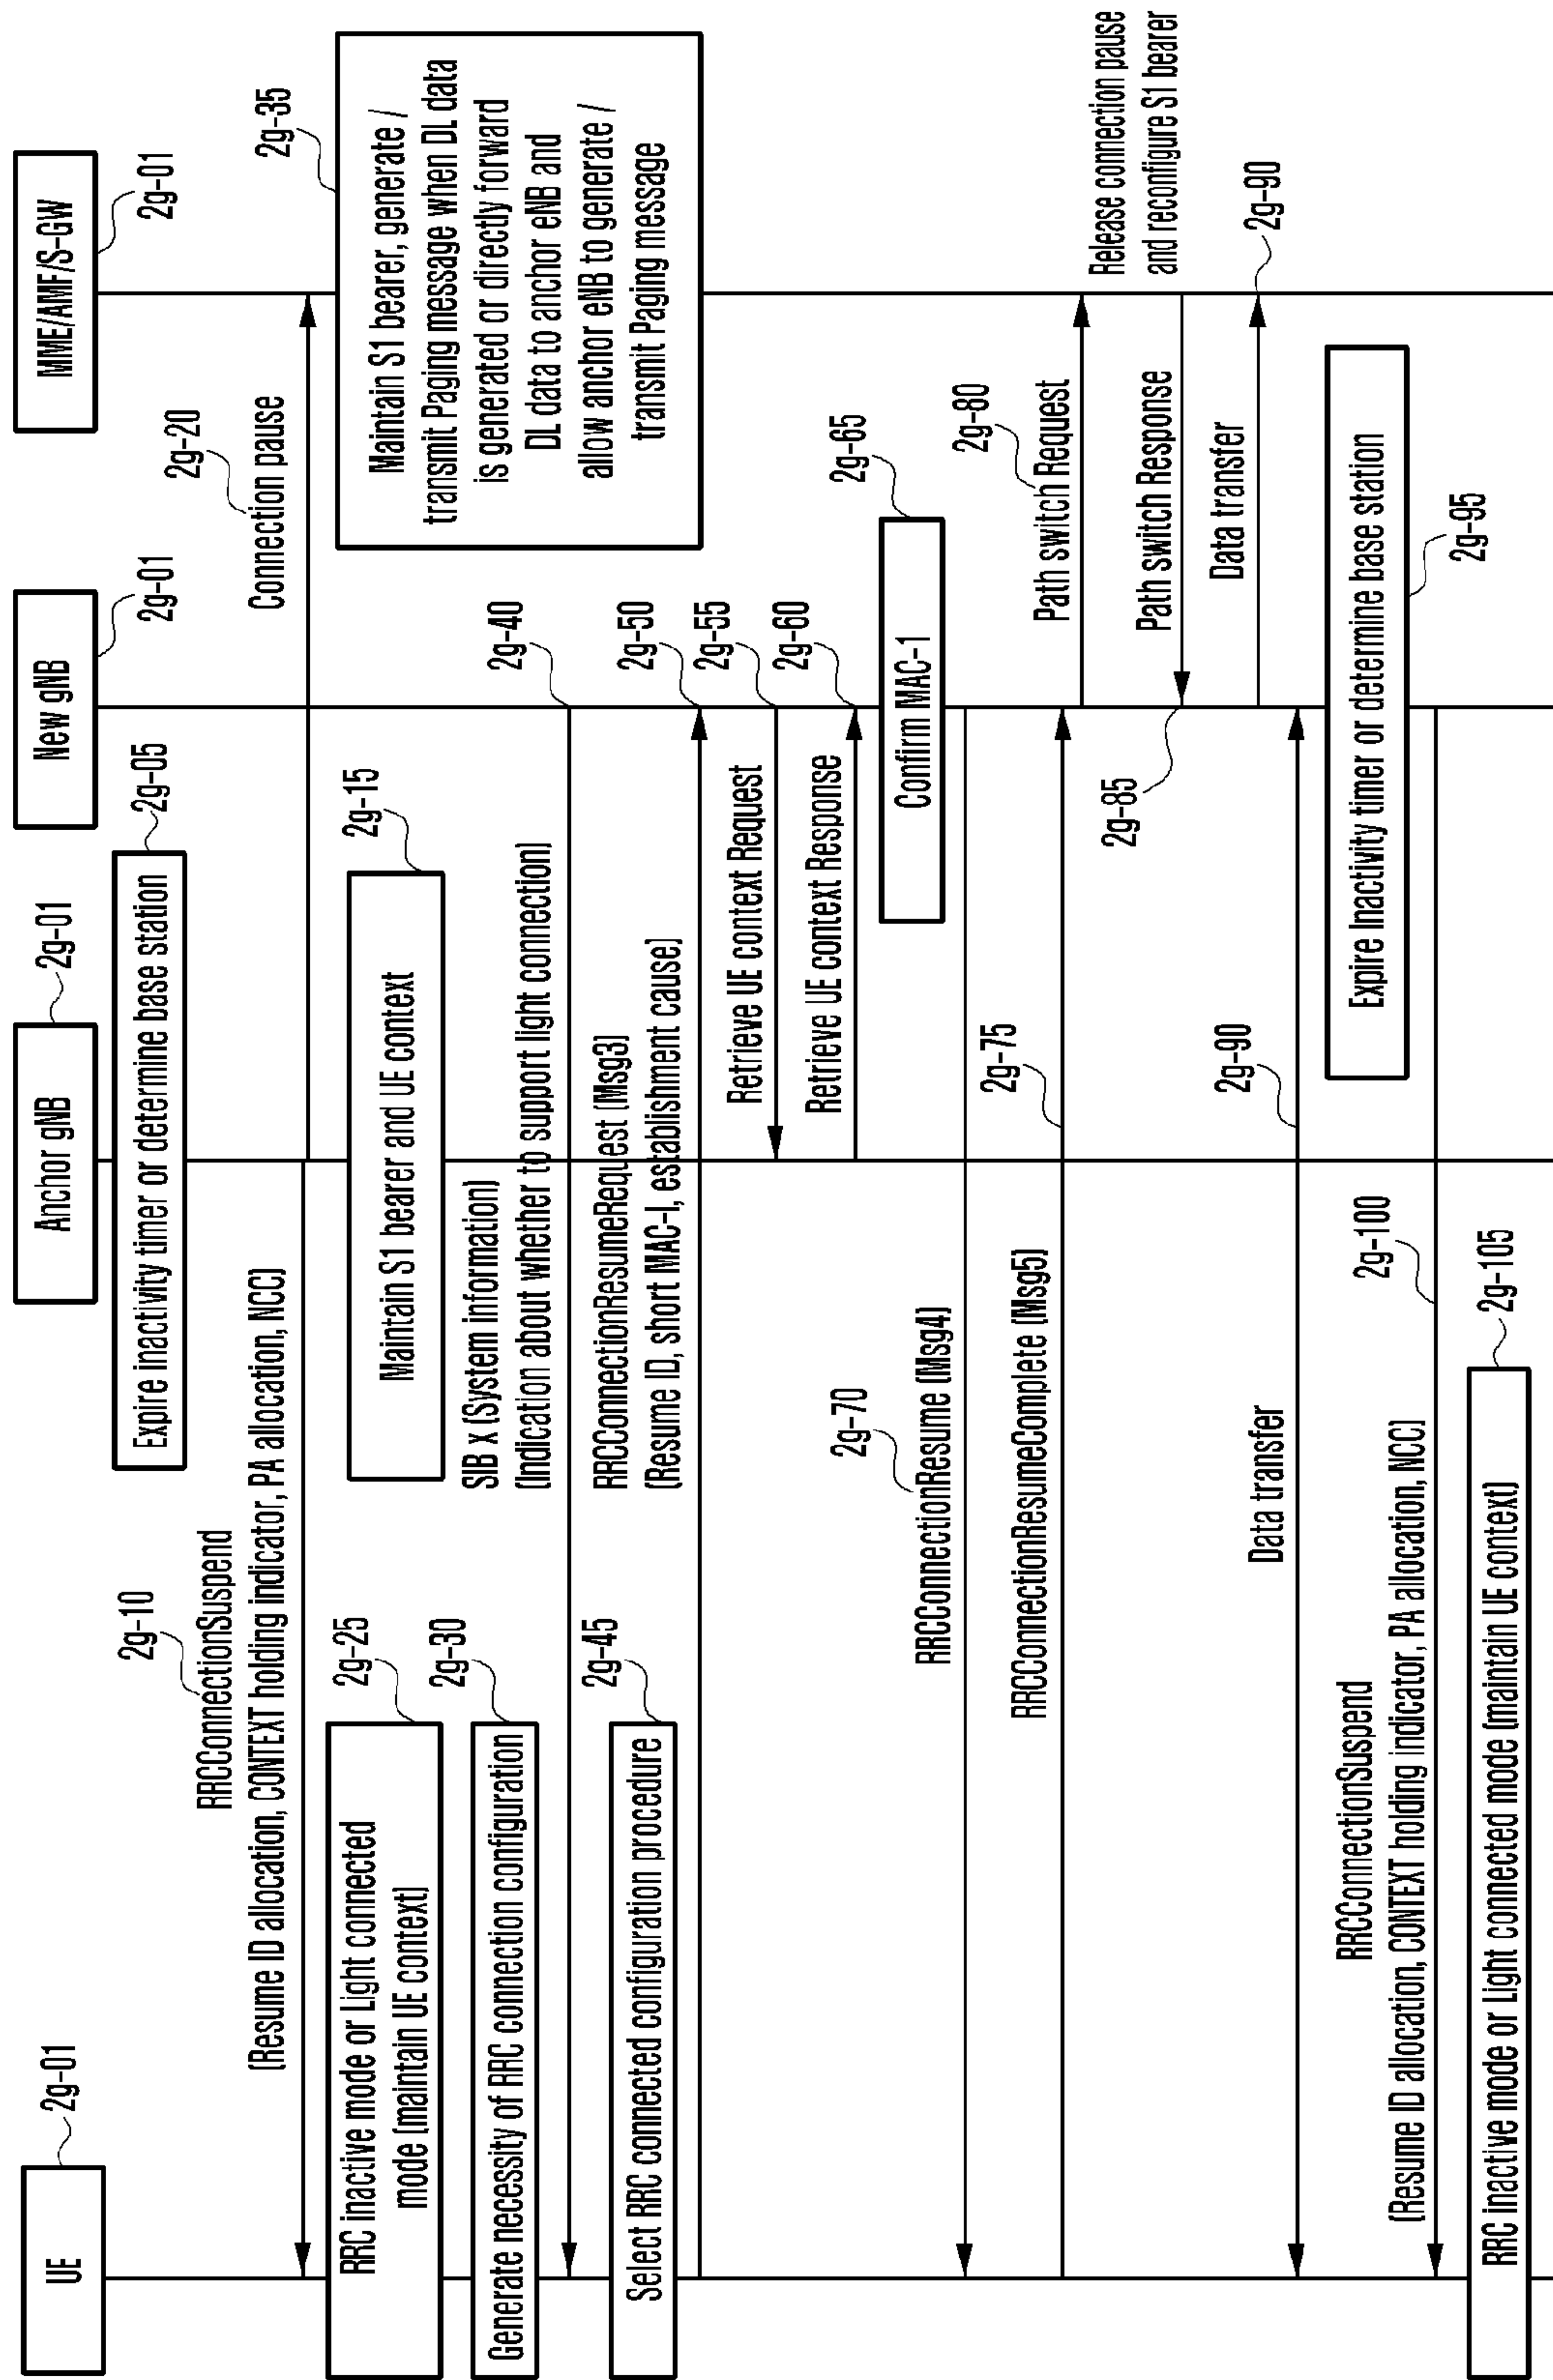 UE
2g-01
Anchor gNB
2g-01
New gNB
2g-01
MME/AMF/S-GW
2g-01
Expire inactivity timer or determine base station
2g-05
2g-10
RRCConnectionSuspend
(Resume ID allocation, CONTEXT holding indicator, PA allocation, NCC)
2g-20
Connection pause
RRC inactive mode or Light connected
mode (maintain UE context)
2g-25
Maintain S1 bearer and UE context
2g-15
Maintain S1 bearer, generate /
transmit Paging message when DL data
is generated or directly forward
DL data to anchor eNB and
allow anchor eNB to generate /
transmit Paging message
2g-35
Generate necessity of RRC connection configuration
2g-30
SIB x (System information)
(Indication about whether to support light connection)
2g-40
Select RRC connected configuration procedure
2g-45
RRCConnectionResumeRequest (Msg3)
(Resume ID, short MAC-I, establishment cause)
2g-50
Retrieve UE context Request
2g-55
Retrieve UE context Response
2g-60
Confirm MAC-1
2g-65
2g-70
RRCConnectionResume (Msg4)
RRCConnectionResumeComplete (Msg5)
2g-75
2g-80
Path switch Request
Release connection pause
and reconfigure S1 bearer
Path switch Response
2g-85
Data transfer
2g-90
Data transfer
2g-90
Expire Inactivity timer or determine base station
2g-95
RRCConnectionSuspend
(Resume ID allocation, CONTEXT holding indicator, PA allocation, NCC)
2g-100
RRC inactive mode or Light connected mode (maintain UE context)
2g-105